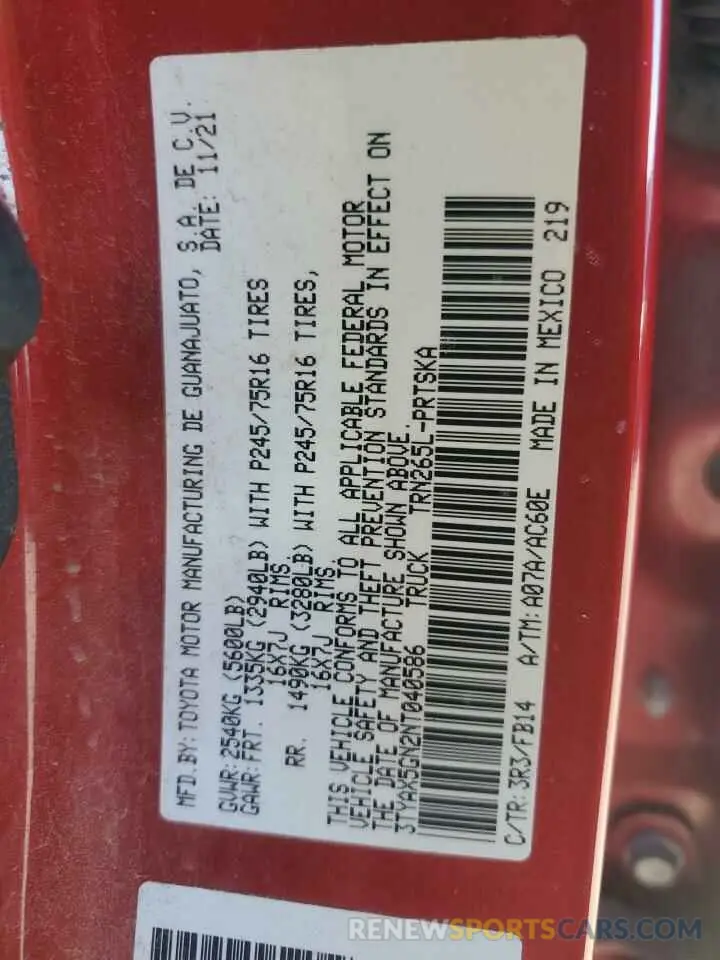 MFD.BY: TOYOTA MOTOR MANUFACTURING DE GUANAJUATO, S.A. DE C.V.
DATE: 11/21
GVWR: 2540KG (5600LB)
GAWR: FRT. 1335KG (2940LB) WITH P245/75R16 TIRES
16X7J RIMS.
RR. 1490KG (3280LB) WITH P245/75R16 TIRES,
16X7J RIMS.
THIS VEHICLE CONFORMS TO ALL APPLICABLE FEDERAL MOTOR
VEHICLE SAFETY AND THEFT PREVENTION STANDARDS IN EFFECT ON
THE DATE OF MANUFACTURE SHOWN ABOVE.
3TYAX5GN2NT040586 TRUCK TRN265L-PRTSKA
C/TR: 3R3/FB14 A/TM: A07A/AC60E MADE IN MEXICO 219
RENEWSPORTSCARS.COM